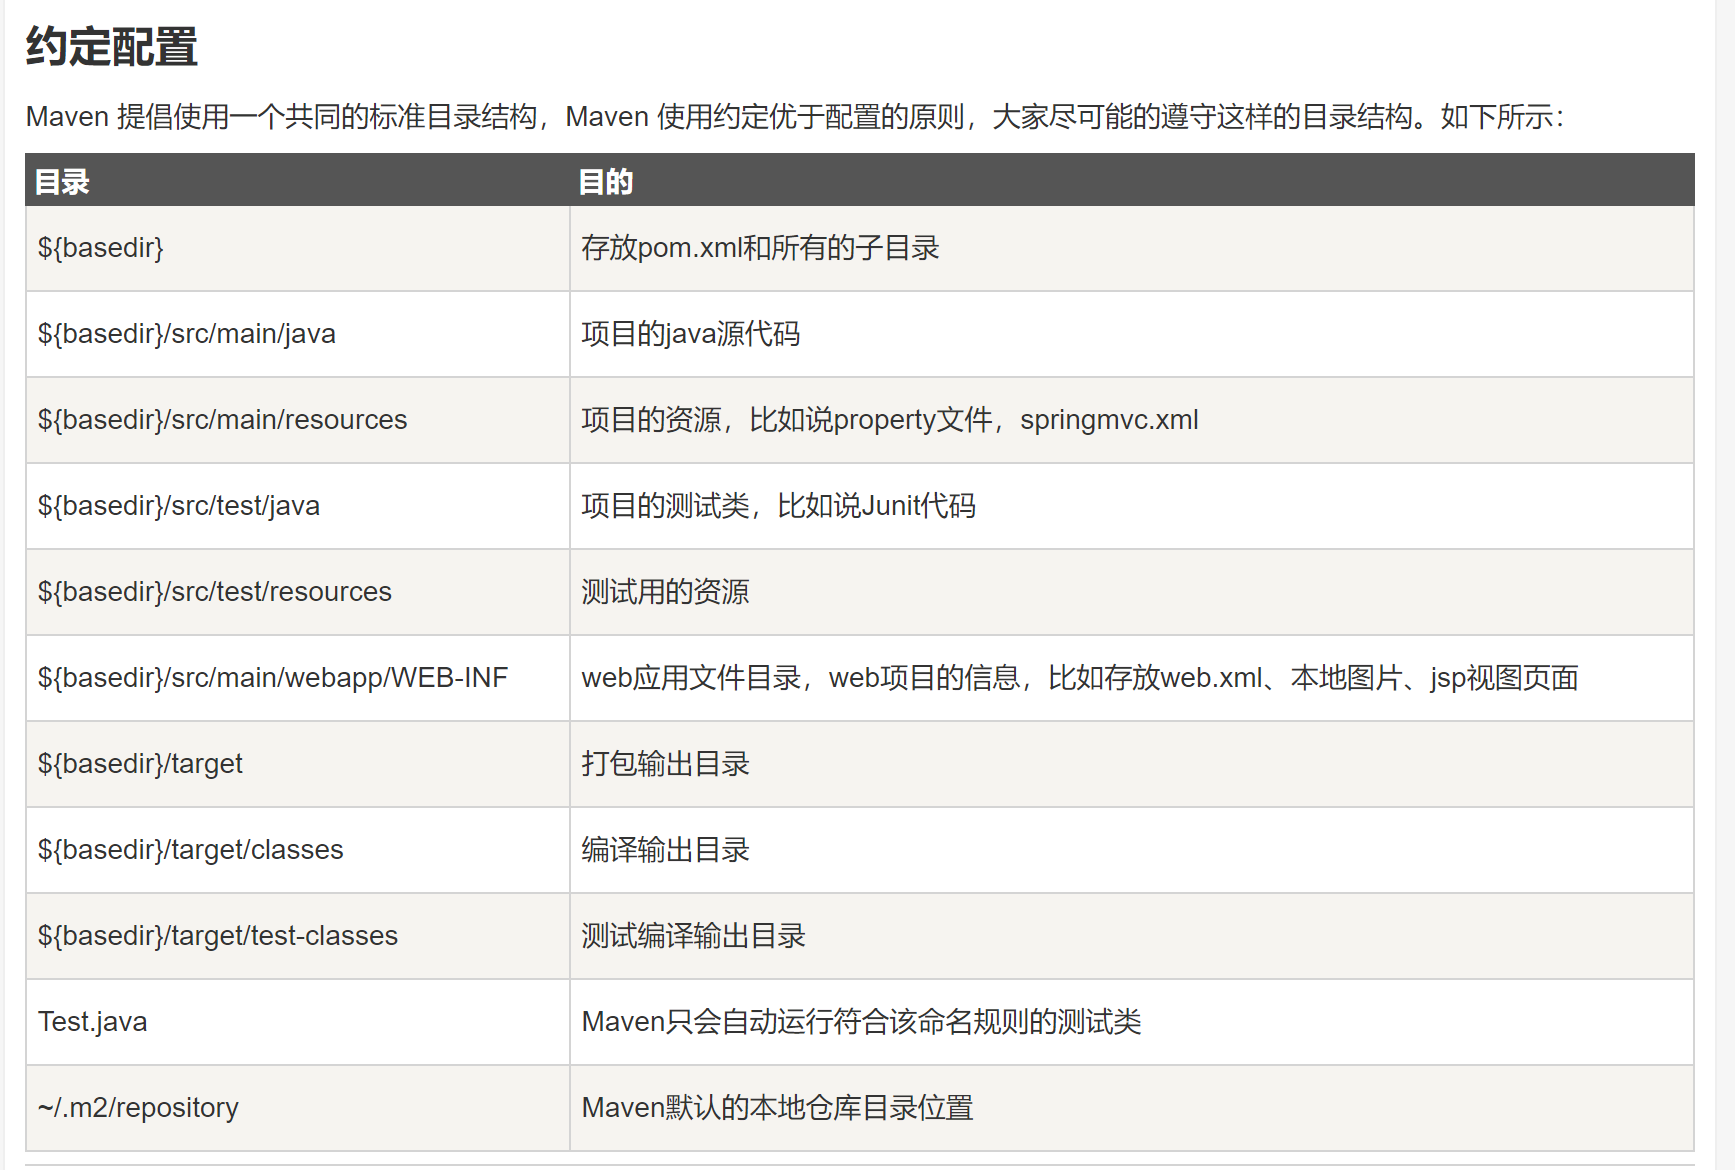 约定配置
Maven 提倡使用一个共同的标准目录结构，Maven 使用约定优于配置的原则，大家尽可能的遵守这样的目录结构。如下所示：
目录 目的
${basedir} 存放pom.xml和所有的子目录
${basedir}/src/main/java 项目的java源代码
${basedir}/src/main/resources 项目的资源，比如说property文件，springmvc.xml
${basedir}/src/test/java 项目的测试类，比如说Junit代码
${basedir}/src/test/resources 测试用的资源
${basedir}/src/main/webapp/WEB-INF web应用文件目录，web项目的信息，比如存放web.xml、本地图片、jsp视图页面
${basedir}/target 打包输出目录
${basedir}/target/classes 编译输出目录
${basedir}/target/test-classes 测试编译输出目录
Test.java Maven只会自动运行符合该命名规则的测试类
~/.m2/repository Maven默认的本地仓库目录位置